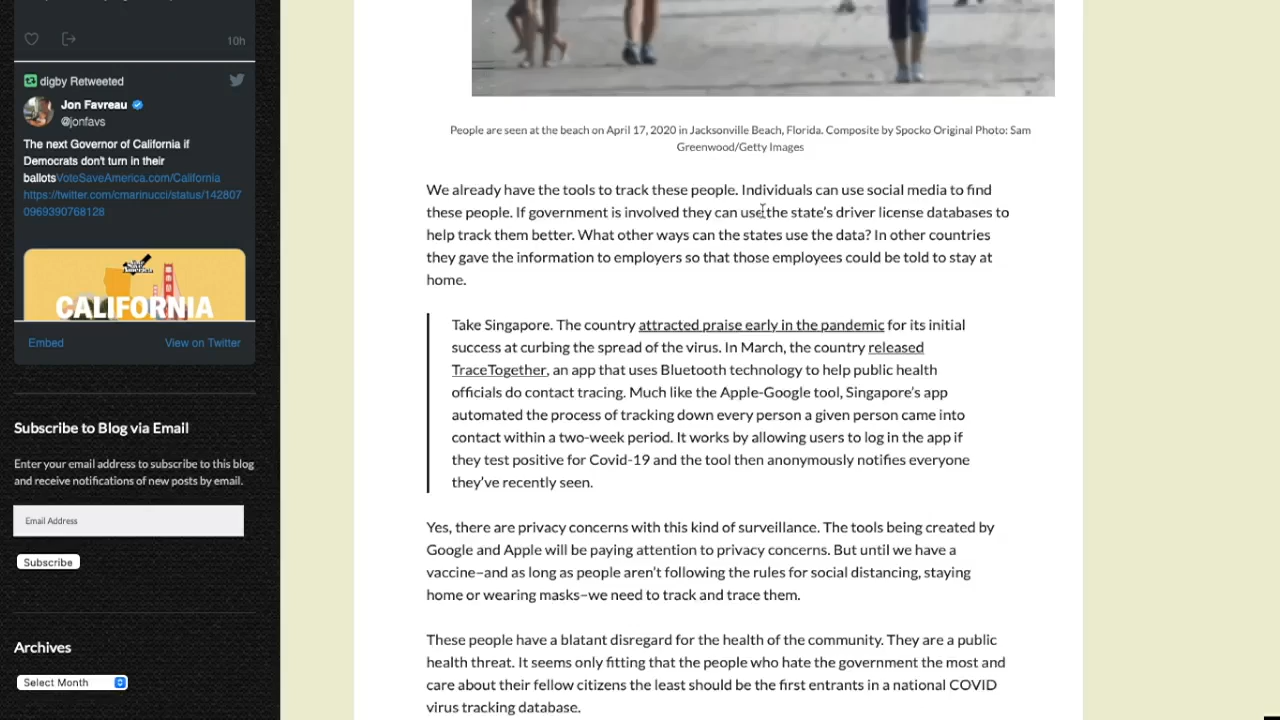 10h
digby Retweeted
Jon Favreau
@jonfavs
The next Governor of California if
Democrats don't turn in their
ballotsVoteSaveAmerica.com/California
https://twitter.com/cmarinucci/status/142807
0969390768128
CALIFORNIA
Embed
View on Twitter
Subscribe to Blog via Email
Enter your email address to subscribe to this blog
and receive notifications of new posts by email.
Email Address
Subscribe
Archives
Select Month
People are seen at the beach on April 17, 2020 in Jacksonville Beach, Florida. Composite by Spocko Original Photo: Sam
Greenwood/Getty Images
We already have the tools to track these people. Individuals can use social media to find
these people. If government is involved they can use the state’s driver license databases to
help track them better. What other ways can the states use the data? In other countries
they gave the information to employers so that those employees could be told to stay at
home.
Take Singapore. The country attracted praise early in the pandemic for its initial
success at curbing the spread of the virus. In March, the country released
TraceTogether, an app that uses Bluetooth technology to help public health
officials do contact tracing. Much like the Apple-Google tool, Singapore’s app
automated the process of tracking down every person a given person came into
contact within a two-week period. It works by allowing users to log in the app if
they test positive for Covid-19 and the tool then anonymously notifies everyone
they’ve recently seen.
Yes, there are privacy concerns with this kind of surveillance. The tools being created by
Google and Apple will be paying attention to privacy concerns. But until we have a
vaccine–and as long as people aren’t following the rules for social distancing, staying
home or wearing masks–we need to track and trace them.
These people have a blatant disregard for the health of the community. They are a public
health threat. It seems only fitting that the people who hate the government the most and
care about their fellow citizens the least should be the first entrants in a national COVID
virus tracking database.